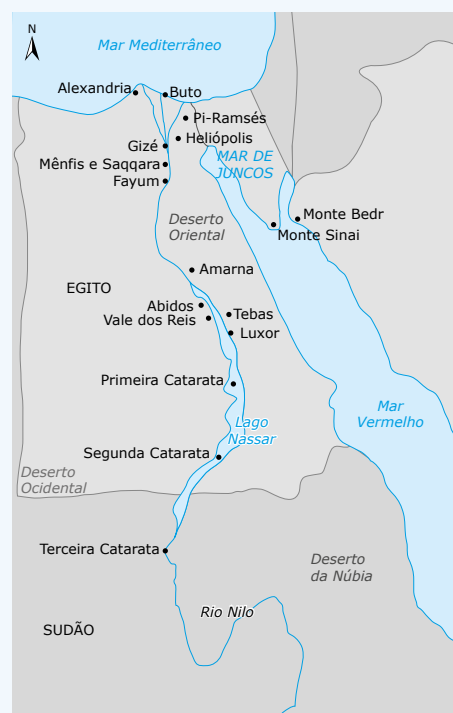 N
Mar Mediterrâneo
Alexandria
Buto
Pi-Ramsés
Heliópolis
Gizé
MAR DE
JUNCOS
Mênfis e Saqqara
Fayum
Deserto
Oriental
Monte Bedr
Monte Sinai
Amarna
EGITO
Abidos
Tebas
Vale dos Reis
Luxor
Primeira Catarata
Mar
Vermelho
Lago
Nassar
Segunda Catarata
Deserto
Ocidental
Terceira Catarata
Deserto
da Núbia
Rio Nilo
SUDÃO